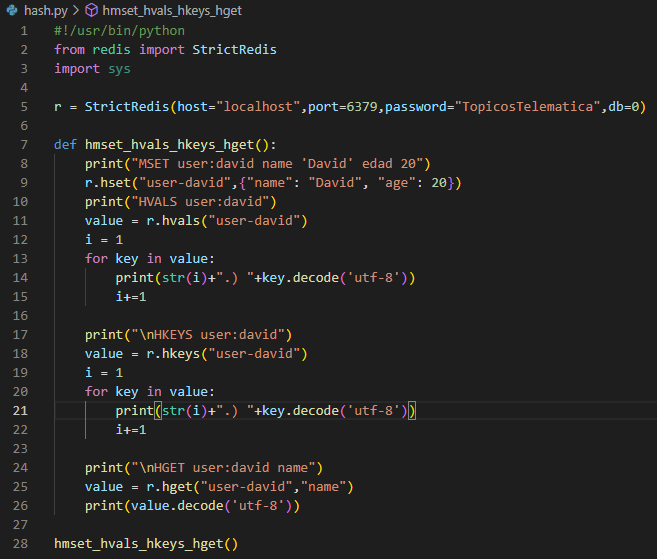 hash.py > hmset_hvals_hkeys_hget
1 #!/usr/bin/python
2 from redis import StrictRedis
3 import sys
4
5 r = StrictRedis(host="localhost",port=6379,password="TopicosTelematica",db=0)
6
7 def hmset_hvals_hkeys_hget():
8     print("MSET user:david name 'David' edad 20")
9     r.hset("user-david",{"name": "David", "age": 20})
10     print("HVALS user:david")
11     value = r.hvals("user-david")
12     i = 1
13     for key in value:
14         print(str(i)+".) "+key.decode('utf-8'))
15         i+=1
16
17     print("\nHKEYS user:david")
18     value = r.hkeys("user-david")
19     i = 1
20     for key in value:
21         print(str(i)+".) "+key.decode('utf-8'))
22         i+=1
23
24     print("\nHGET user:david name")
25     value = r.hget("user-david","name")
26     print(value.decode('utf-8'))
27
28 hmset_hvals_hkeys_hget()